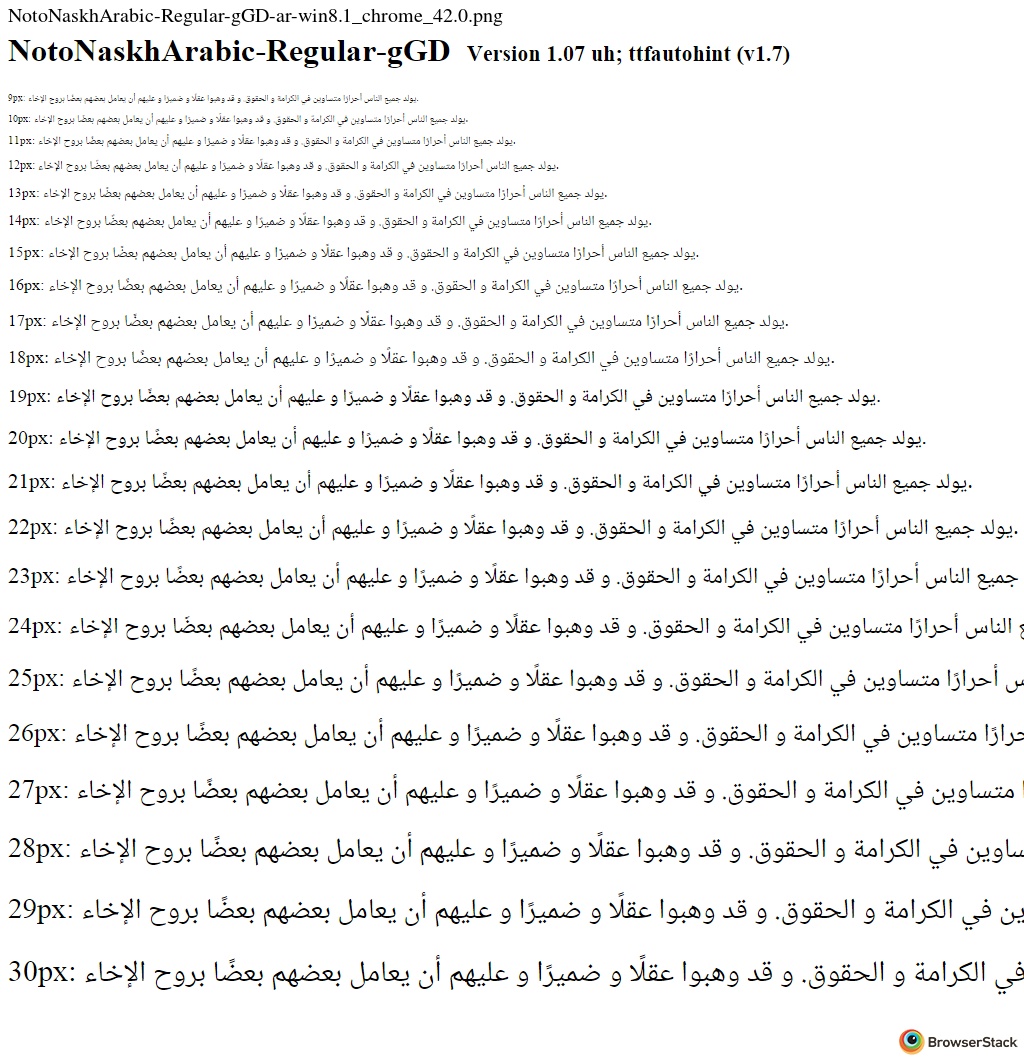 NotoNaskhArabic-Regular-gGD-ar-win8.1_chrome_42.0.png
NotoNaskhArabic-Regular-gGD Version 1.07 uh; ttfautohint (v1.7)
9px: يولد جميع الناس أحرارًا متساوين في الكرامة و الحقوق. و قد وهبوا عقلًا و ضميرًا و عليهم أن يعامل بعضهم بعضًا بروح الإخاء.
10px: يولد جميع الناس أحرارًا متساوين في الكرامة و الحقوق. و قد وهبوا عقلًا و ضميرًا و عليهم أن يعامل بعضهم بعضًا بروح الإخاء.
11px: يولد جميع الناس أحرارًا متساوين في الكرامة و الحقوق. و قد وهبوا عقلًا و ضميرًا و عليهم أن يعامل بعضهم بعضًا بروح الإخاء.
12px: يولد جميع الناس أحرارًا متساوين في الكرامة و الحقوق. و قد وهبوا عقلًا و ضميرًا و عليهم أن يعامل بعضهم بعضًا بروح الإخاء.
13px: يولد جميع الناس أحرارًا متساوين في الكرامة و الحقوق. و قد وهبوا عقلًا و ضميرًا و عليهم أن يعامل بعضهم بعضًا بروح الإخاء.
14px: يولد جميع الناس أحرارًا متساوين في الكرامة و الحقوق. و قد وهبوا عقلًا و ضميرًا و عليهم أن يعامل بعضهم بعضًا بروح الإخاء.
15px: يولد جميع الناس أحرارًا متساوين في الكرامة و الحقوق. و قد وهبوا عقلًا و ضميرًا و عليهم أن يعامل بعضهم بعضًا بروح الإخاء.
16px: يولد جميع الناس أحرارًا متساوين في الكرامة و الحقوق. و قد وهبوا عقلًا و ضميرًا و عليهم أن يعامل بعضهم بعضًا بروح الإخاء.
17px: يولد جميع الناس أحرارًا متساوين في الكرامة و الحقوق. و قد وهبوا عقلًا و ضميرًا و عليهم أن يعامل بعضهم بعضًا بروح الإخاء.
18px: يولد جميع الناس أحرارًا متساوين في الكرامة و الحقوق. و قد وهبوا عقلًا و ضميرًا و عليهم أن يعامل بعضهم بعضًا بروح الإخاء.
19px: يولد جميع الناس أحرارًا متساوين في الكرامة و الحقوق. و قد وهبوا عقلًا و ضميرًا و عليهم أن يعامل بعضهم بعضًا بروح الإخاء.
20px: يولد جميع الناس أحرارًا متساوين في الكرامة و الحقوق. و قد وهبوا عقلًا و ضميرًا و عليهم أن يعامل بعضهم بعضًا بروح الإخاء.
21px: يولد جميع الناس أحرارًا متساوين في الكرامة و الحقوق. و قد وهبوا عقلًا و ضميرًا و عليهم أن يعامل بعضهم بعضًا بروح الإخاء.
22px: يولد جميع الناس أحرارًا متساوين في الكرامة و الحقوق. و قد وهبوا عقلًا و ضميرًا و عليهم أن يعامل بعضهم بعضًا بروح الإخاء.
23px: جميع الناس أحرارًا متساوين في الكرامة و الحقوق. و قد وهبوا عقلًا و ضميرًا و عليهم أن يعامل بعضهم بعضًا بروح الإخاء
24px: الناس أحرارًا متساوين في الكرامة و الحقوق. و قد وهبوا عقلًا و ضميرًا و عليهم أن يعامل بعضهم بعضًا بروح الإخاء
25px: أحرارًا متساوين في الكرامة و الحقوق. و قد وهبوا عقلًا و ضميرًا و عليهم أن يعامل بعضهم بعضًا بروح الإخاء
26px: متساوين في الكرامة و الحقوق. و قد وهبوا عقلًا و ضميرًا و عليهم أن يعامل بعضهم بعضًا بروح الإخاء
27px: متساوين في الكرامة و الحقوق. و قد وهبوا عقلًا و ضميرًا و عليهم أن يعامل بعضهم بعضًا بروح الإخاء
28px: في الكرامة و الحقوق. و قد وهبوا عقلًا و ضميرًا و عليهم أن يعامل بعضهم بعضًا بروح الإخاء
29px: في الكرامة و الحقوق. و قد وهبوا عقلًا و ضميرًا و عليهم أن يعامل بعضهم بعضًا بروح الإخاء
30px: في الكرامة و الحقوق. و قد وهبوا عقلًا و ضميرًا و عليهم أن يعامل بعضهم بعضًا بروح الإخاء
BrowserStack